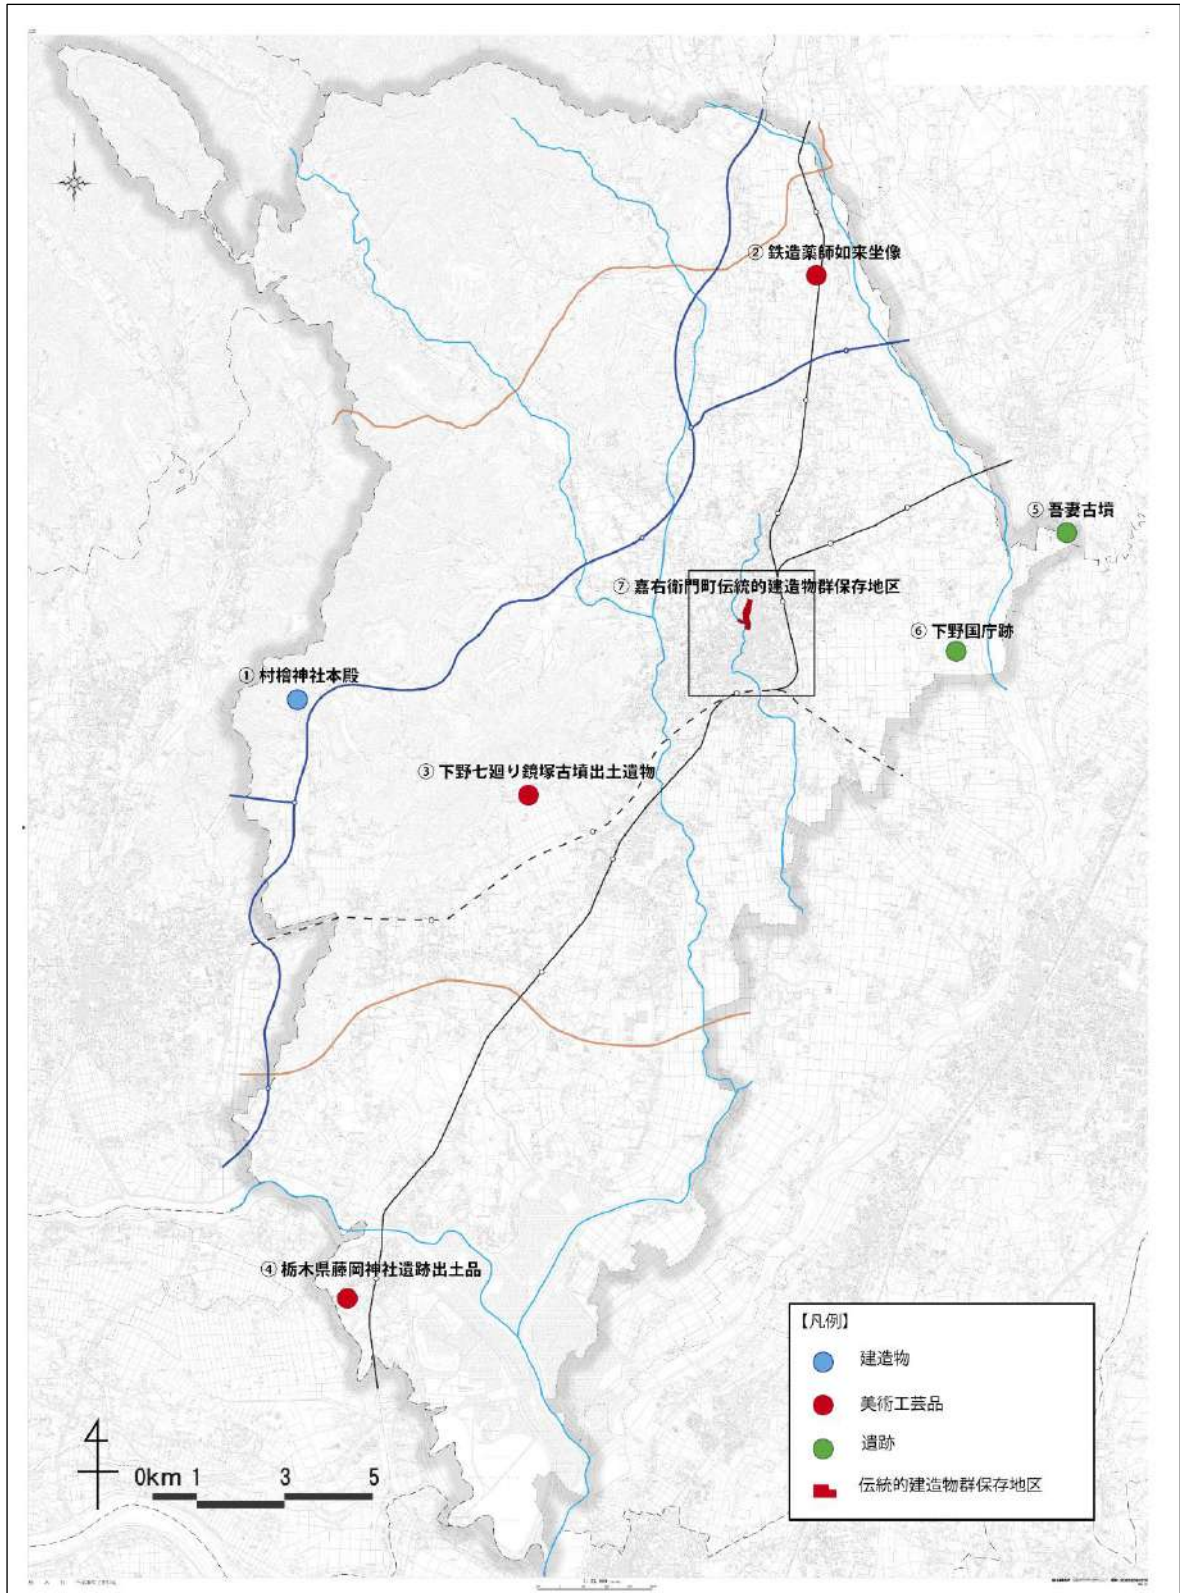 ② 鉄造薬師如来坐像
⑤ 吾妻古墳
⑦ 嘉右衛門町伝統的建造物群保存地区
⑥ 下野国庁跡
① 村檜神社本殿
③ 下野七廻り鏡塚古墳出土遺物
④ 栃木県藤岡神社遺跡出土品
【凡例】
建造物
美術工芸品
遺跡
伝統的建造物群保存地区
0km 1 3 5